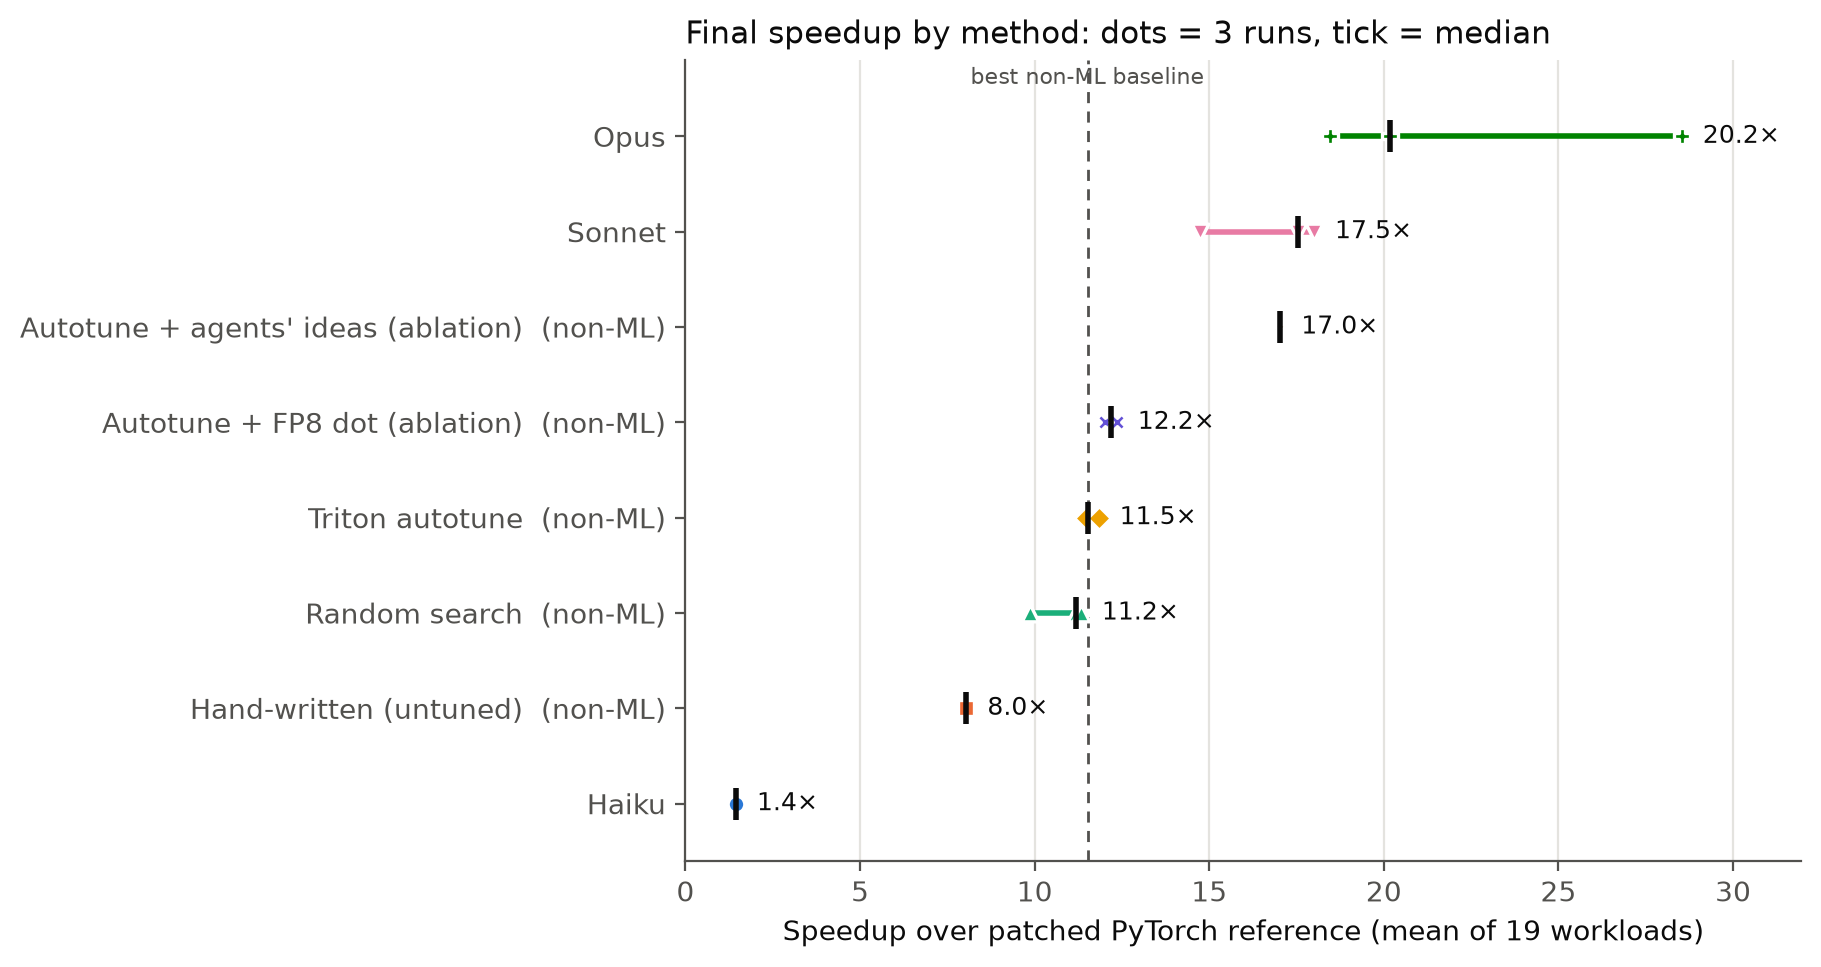 Final speedup by method: dots = 3 runs, tick = median
best non-ML baseline
Opus
20.2×
Sonnet
17.5×
Autotune + agents' ideas (ablation)  (non-ML)
17.0×
Autotune + FP8 dot (ablation)  (non-ML)
12.2×
Triton autotune  (non-ML)
11.5×
Random search  (non-ML)
11.2×
Hand-written (untuned)  (non-ML)
8.0×
Haiku
1.4×
0 5 10 15 20 25 30
Speedup over patched PyTorch reference (mean of 19 workloads)